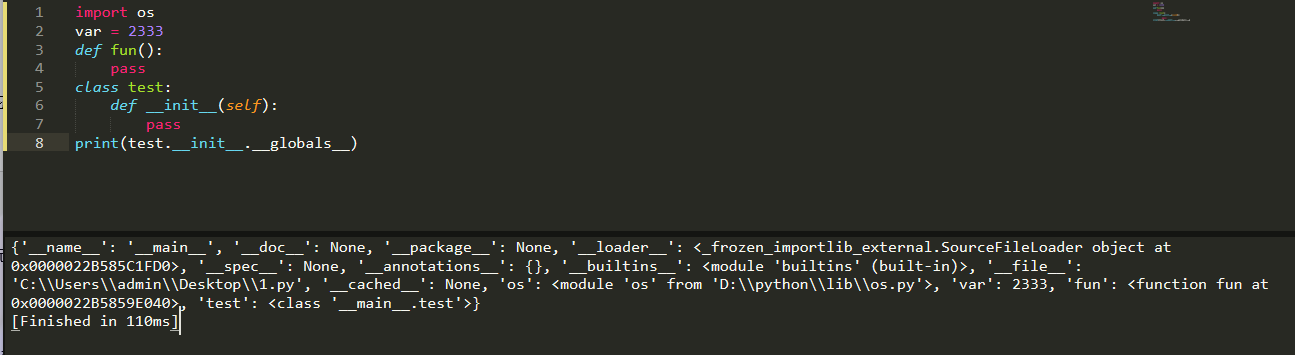 1 import os
2 var = 2333
3 def fun():
4     pass
5 class test:
6     def __init__(self):
7         pass
8 print(test.__init__.__globals__)
{'__name__': '__main__', '__doc__': None, '__package__': None, '__loader__': <_frozen_importlib_external.SourceFileLoader object at
0x0000022B585C1FD0>, '__spec__': None, '__annotations__': {}, '__builtins__': <module 'builtins' (built-in)>, '__file__':
'C:\\Users\\admin\\Desktop\\1.py', '__cached__': None, 'os': <module 'os' from 'D:\\python\\lib\\os.py'>, 'var': 2333, 'fun': <function fun at
0x0000022B5859E040>, 'test': <class '__main__.test'>}
[Finished in 110ms]